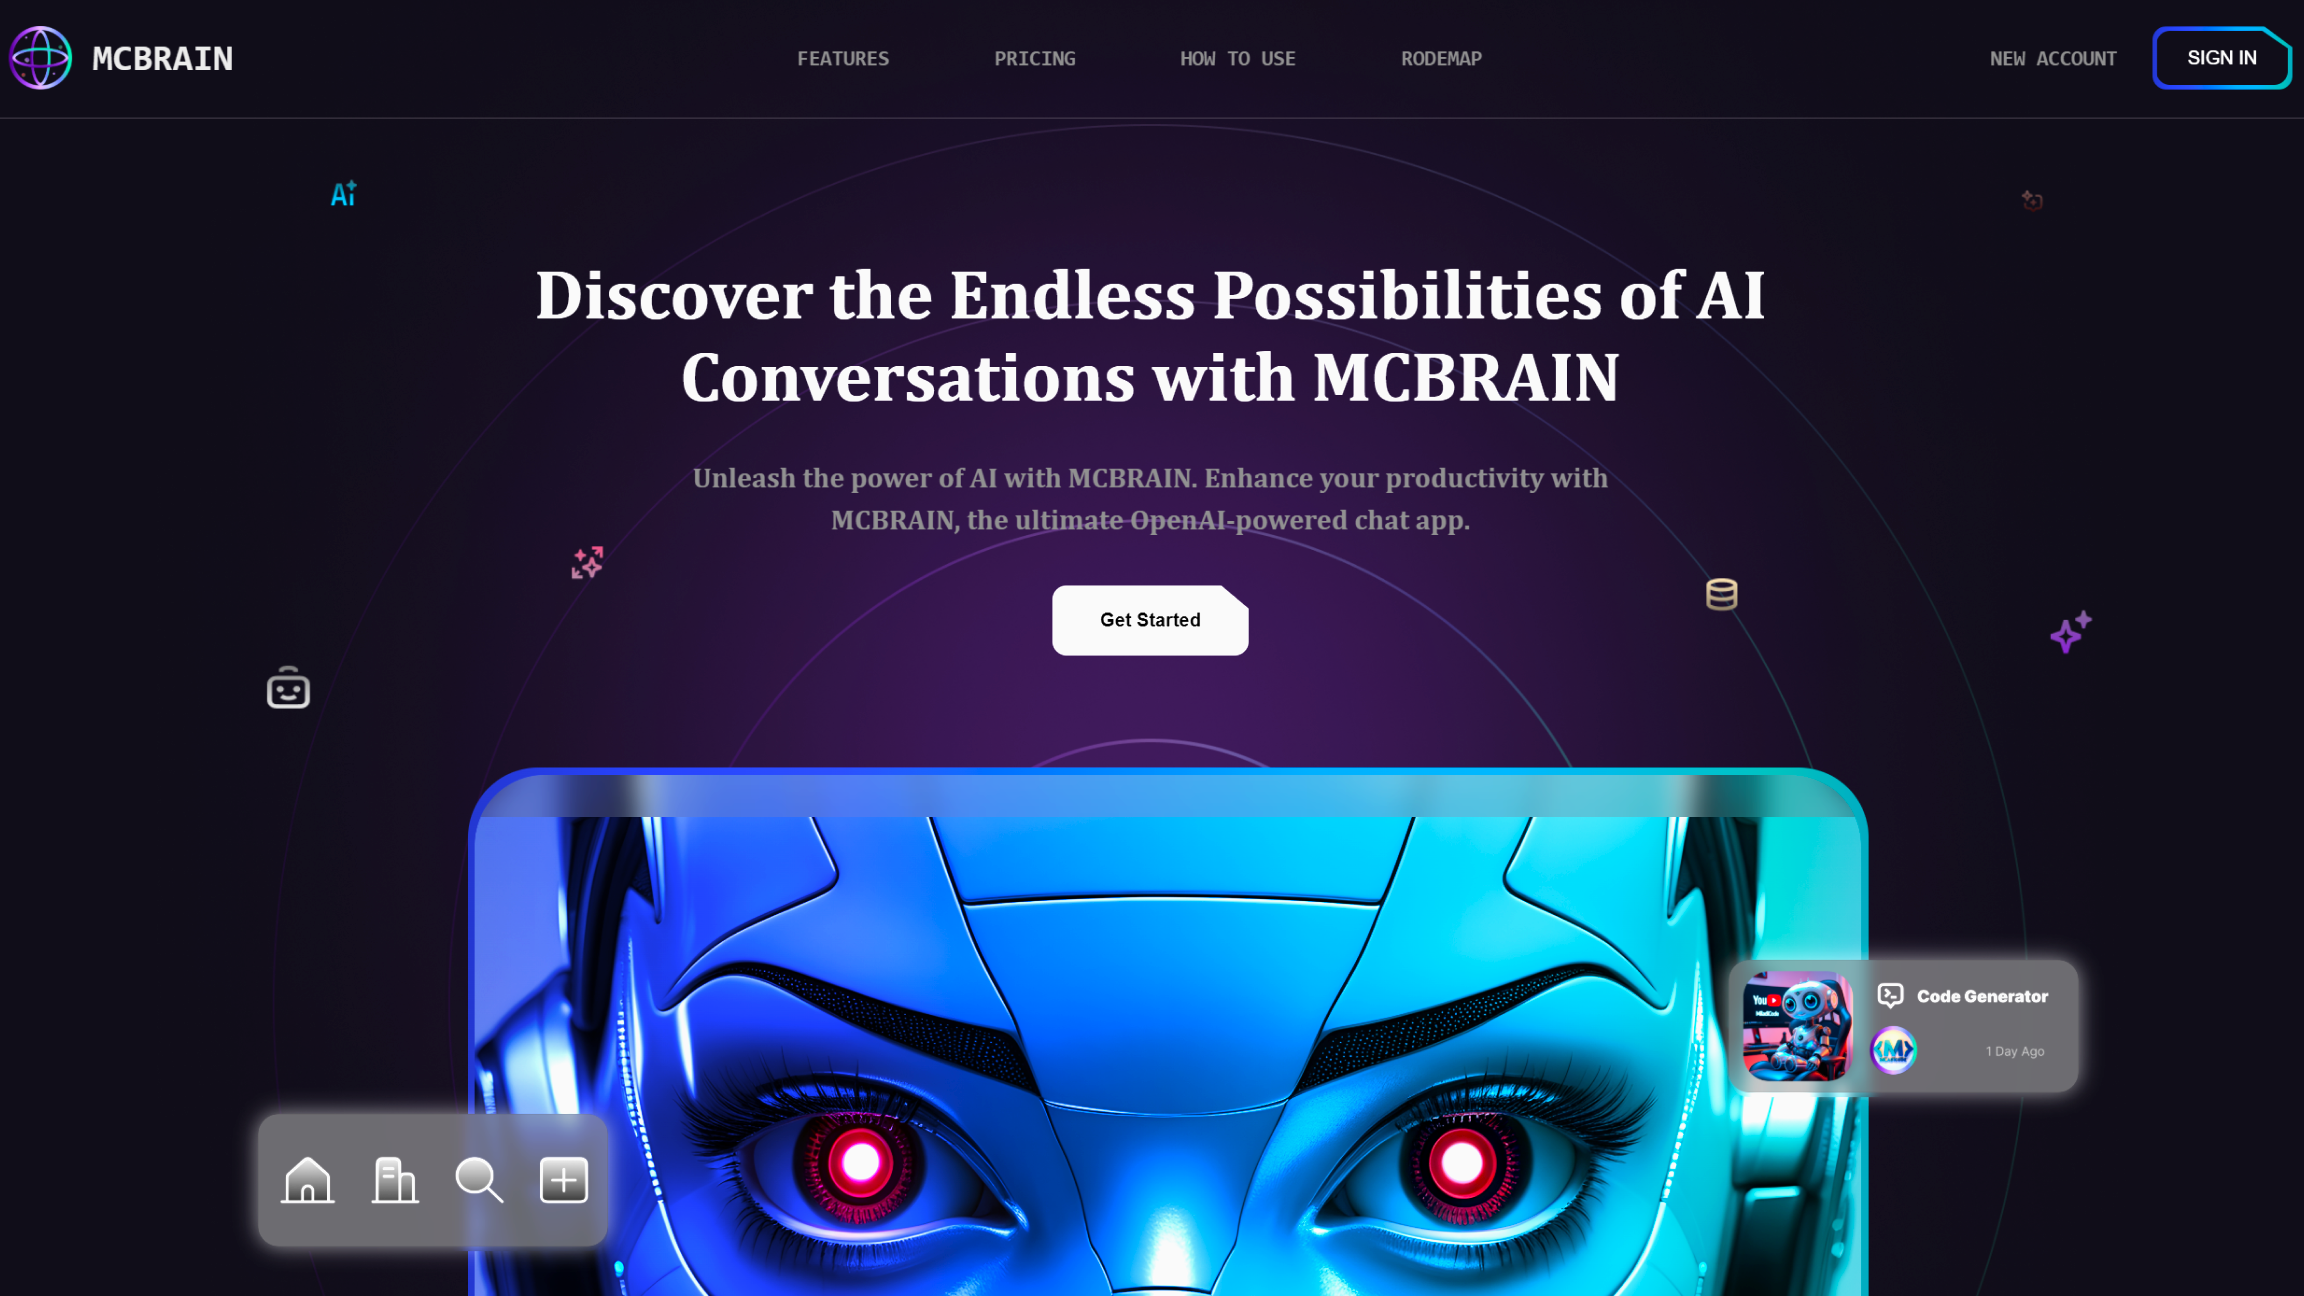 MCBRAIN
FEATURES
PRICING
HOW TO USE
RODEMAP
NEW ACCOUNT
SIGN IN
Ai
Discover the Endless Possibilities of AI
Conversations with MCBRAIN
Unleash the power of AI with MCBRAIN. Enhance your productivity with
MCBRAIN, the ultimate OpenAI-powered chat app.
Get Started
You
Code Generator
1 Day Ago